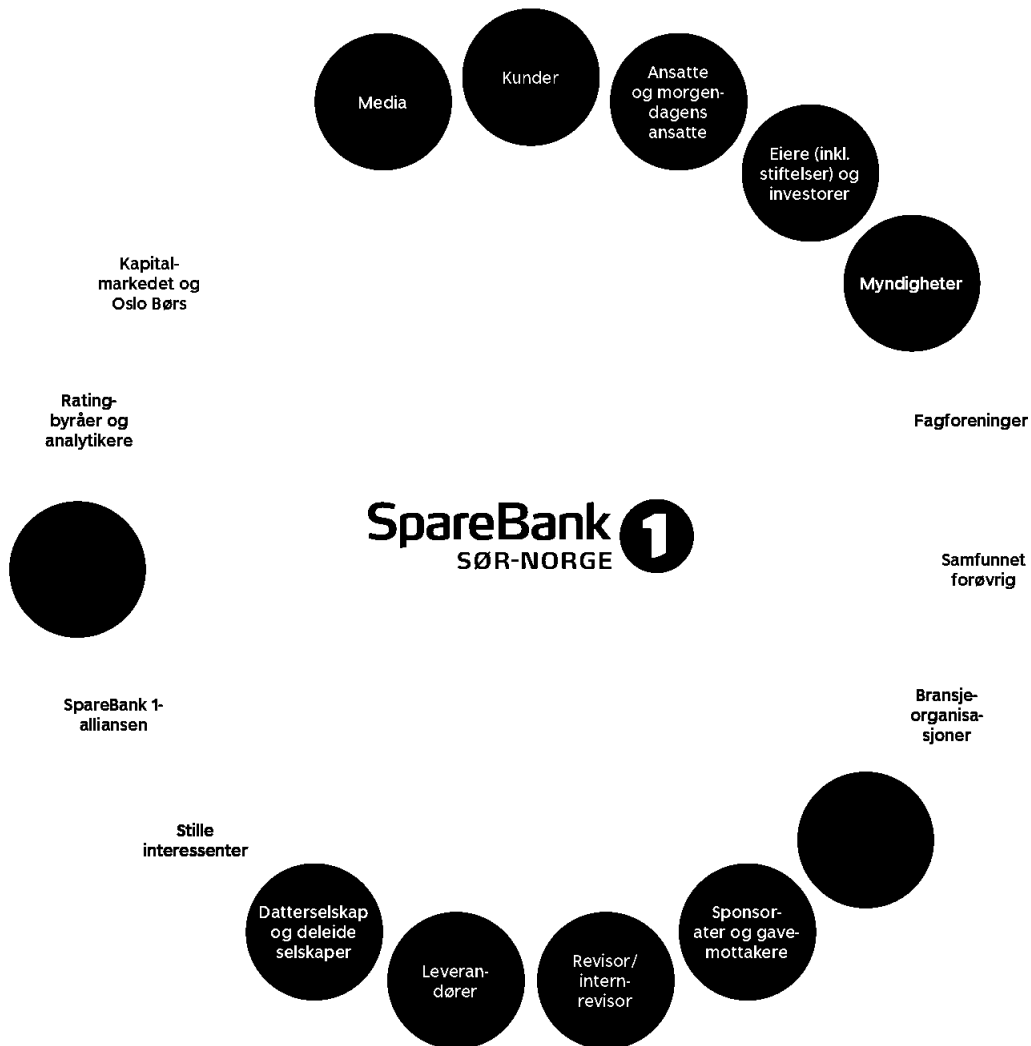 Media
Kunder
Ansatte
og morgen-
dagens
ansatte
Eiere (inkl.
stiftelser) og
investorer
Myndigheter
Fagforeninger
Samfunnet
forøvrig
Bransje-
organisa-
sjoner
Sponsor-
ater og gave-
mottakere
Revisor/
intern-
revisor
Leveran-
dører
Datterselskap
og deleide
selskaper
Stille
interessenter
SpareBank 1-
alliansen
Rating-
byråer og
analytikere
Kapital-
markedet og
Oslo Børs
SpareBank 1
SØR-NORGE